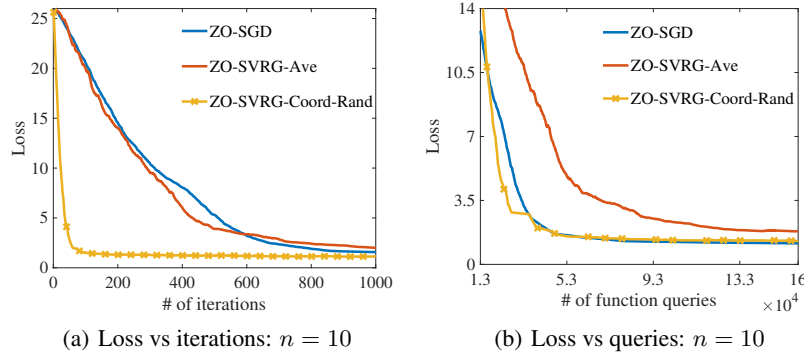 25
20
15
10
5
0
Loss
0 200 400 600 800 1000
# of iterations
ZO-SGD
ZO-SVRG-Ave
ZO-SVRG-Coord-Rand
(a) Loss vs iterations: n = 10
14
10.5
7
3.5
0
Loss
1.3 5.3 9.3 13.3 16
# of function queries
×10⁴
ZO-SGD
ZO-SVRG-Ave
ZO-SVRG-Coord-Rand
(b) Loss vs queries: n = 10